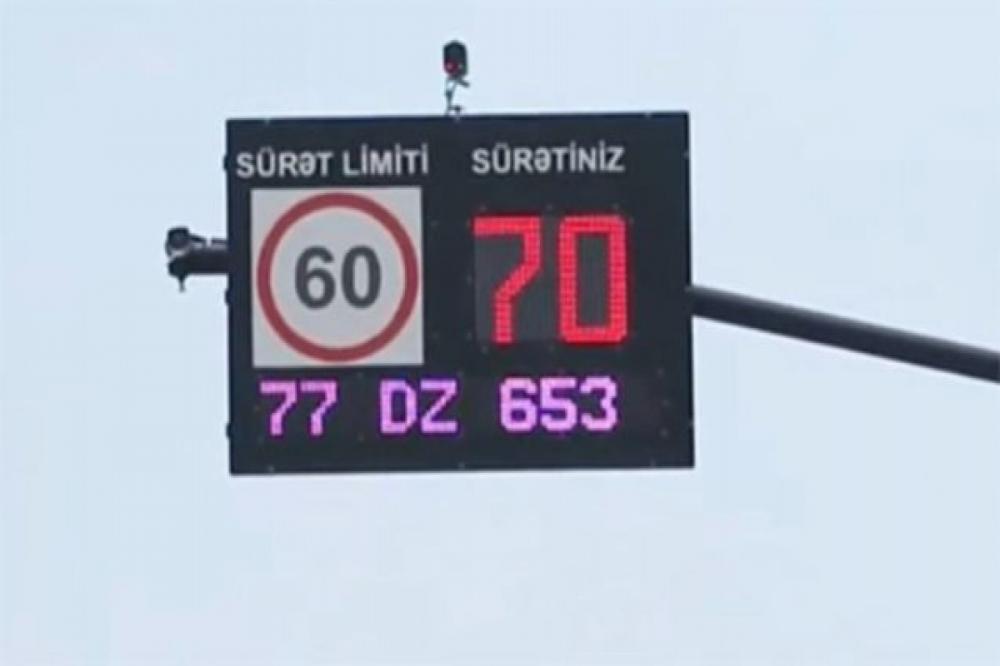 SÜRƏT LİMİTİ SÜRƏTİNİZ
60 70
77 DZ 653